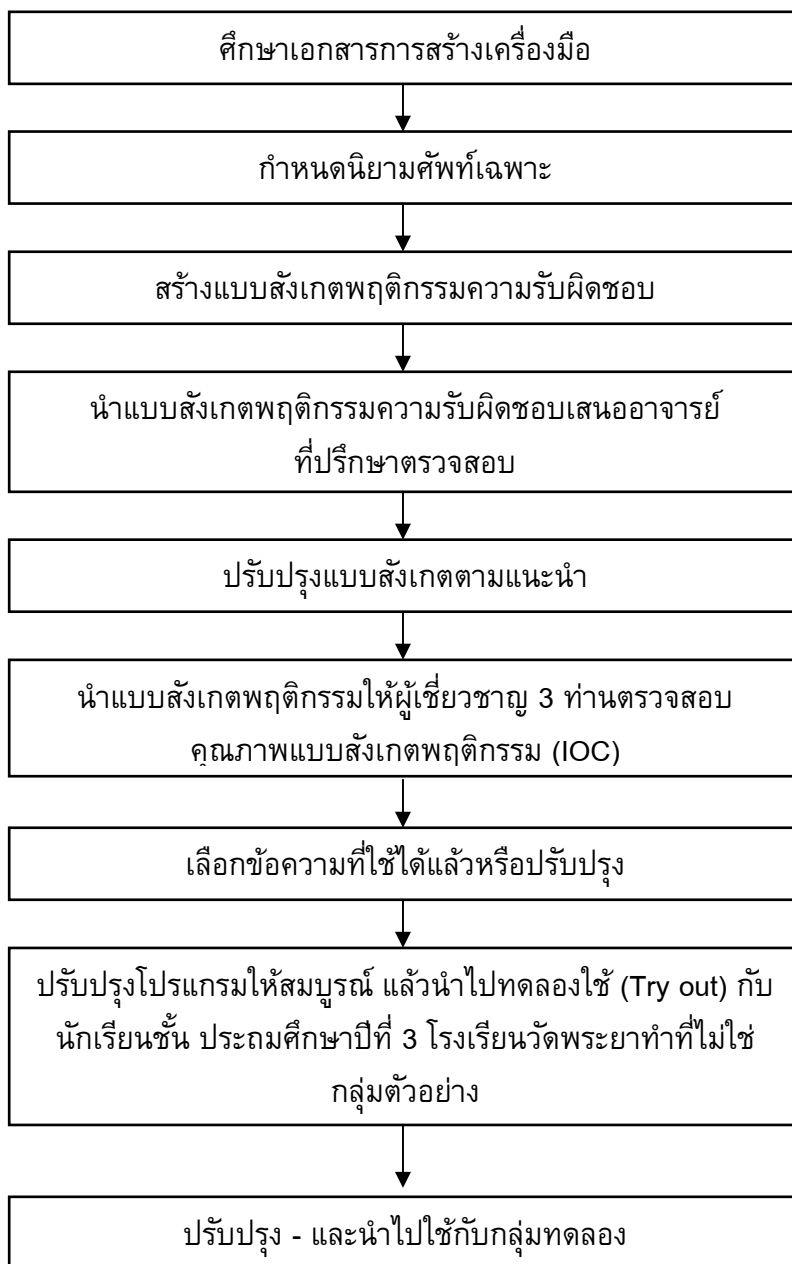 ศึกษาเอกสารการสร้างเครื่องมือ
กำหนดนิยามศัพท์เฉพาะ
สร้างแบบสังเกตพฤติกรรมความรับผิดชอบ
นำแบบสังเกตพฤติกรรมความรับผิดชอบเสนออาจารย์
ที่ปรึกษาตรวจสอบ
ปรับปรุงแบบสังเกตตามแนะนำ
นำแบบสังเกตพฤติกรรมให้ผู้เชี่ยวชาญ 3 ท่านตรวจสอบ
คุณภาพแบบสังเกตพฤติกรรม (IOC)
เลือกข้อความที่ใช้ได้แล้วหรือปรับปรุง
ปรับปรุงโปรแกรมให้สมบูรณ์ แล้วนำไปทดลองใช้ (Try out) กับ
นักเรียนชั้น ประถมศึกษาปีที่ 3 โรงเรียนวัดพระยาทำที่ไม่ใช่
กลุ่มตัวอย่าง
ปรับปรุง - และนำไปใช้กับกลุ่มทดลอง